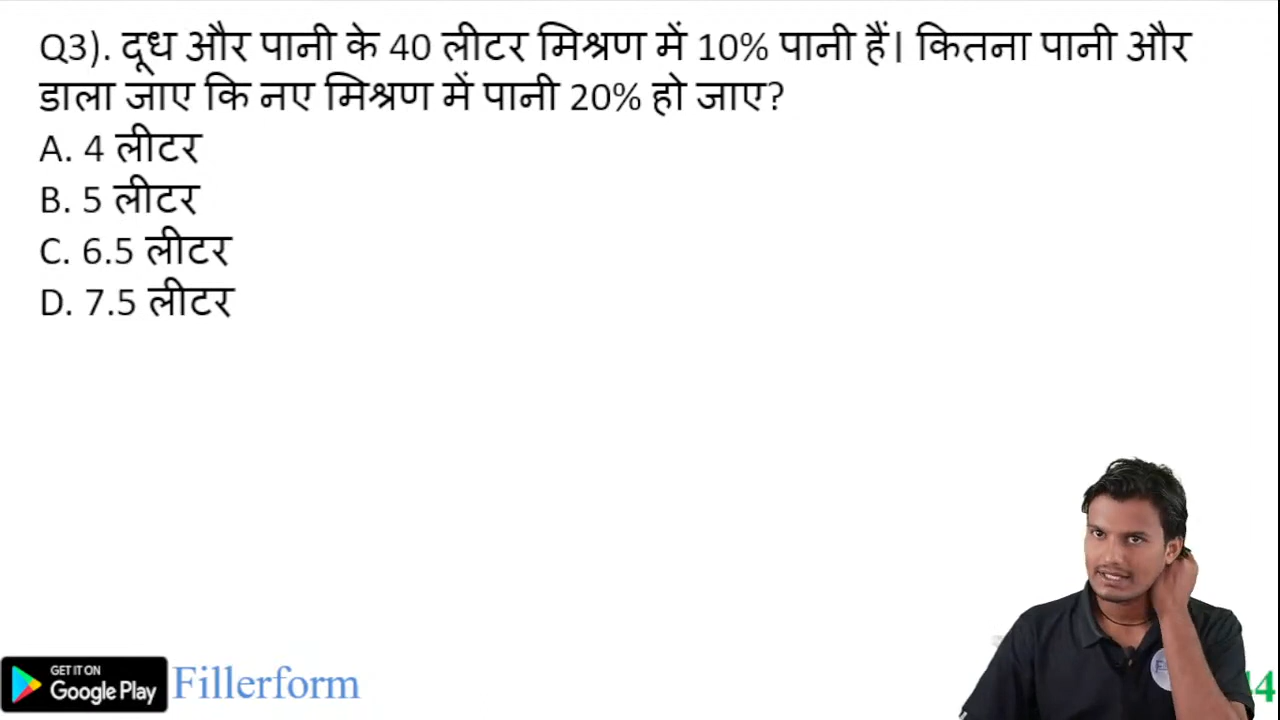 Q3). दूध और पानी के 40 लीटर मिश्रण में 10% पानी हैं। कितना पानी और
डाला जाए कि नए मिश्रण में पानी 20% हो जाए?
A. 4 लीटर
B. 5 लीटर
C. 6.5 लीटर
D. 7.5 लीटर
GET IT ON
Google Play
Fillerform